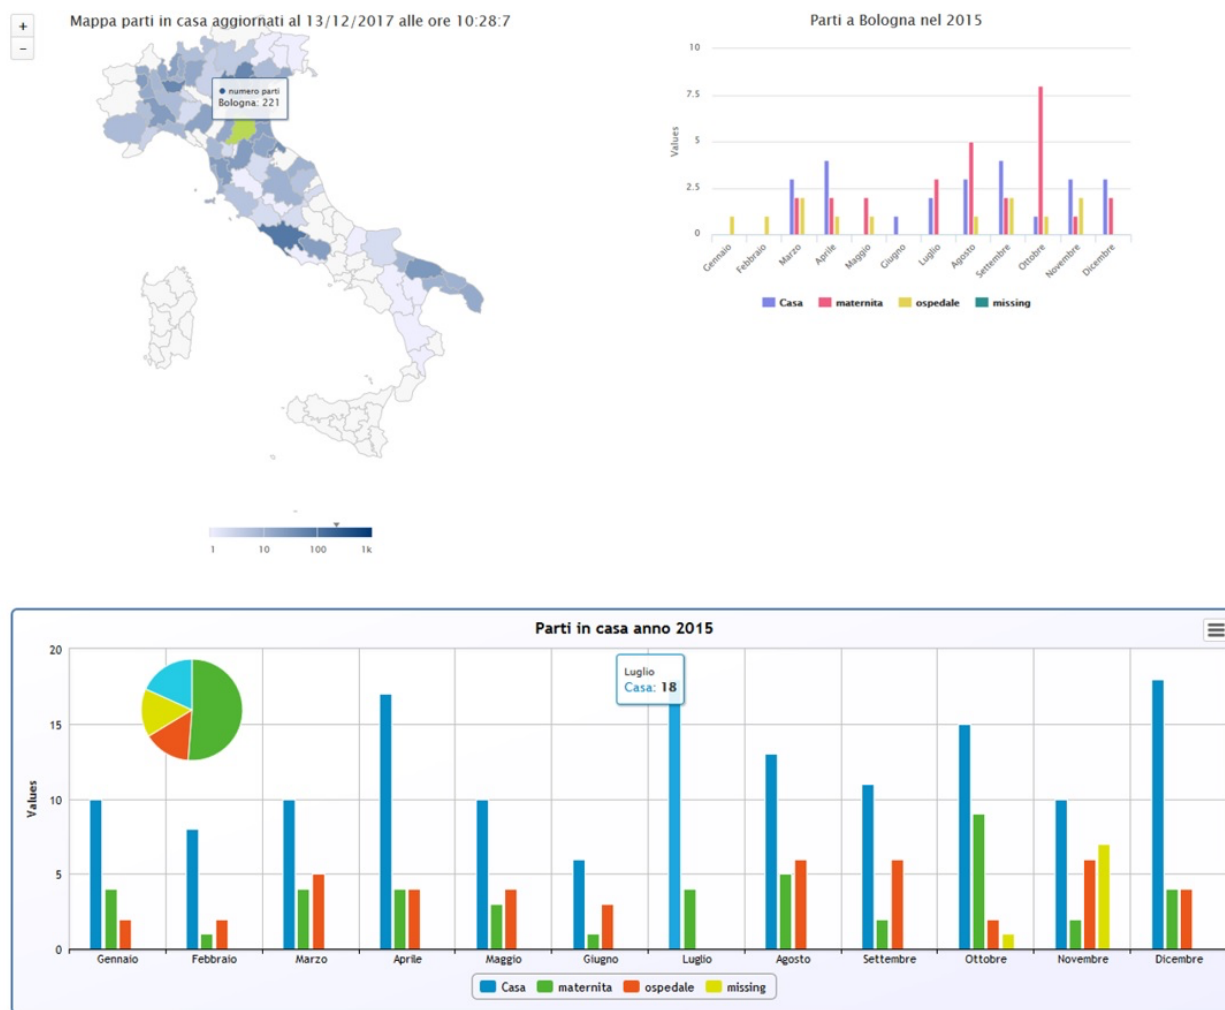 +
−
Mappa parti in casa aggiornati al 13/12/2017 alle ore 10:28:7
● numero parti
Bologna: 221
1 10 100 1k
Parti a Bologna nel 2015
Values
10
7.5
5
2.5
0
Gennaio Febbraio Marzo Aprile Maggio Giugno Luglio Agosto Settembre Ottobre Novembre Dicembre
Casa maternita ospedale missing
Parti in casa anno 2015
Values
20
15
10
5
0
Luglio
Casa: 18
Gennaio Febbraio Marzo Aprile Maggio Giugno Luglio Agosto Settembre Ottobre Novembre Dicembre
Casa maternita ospedale missing